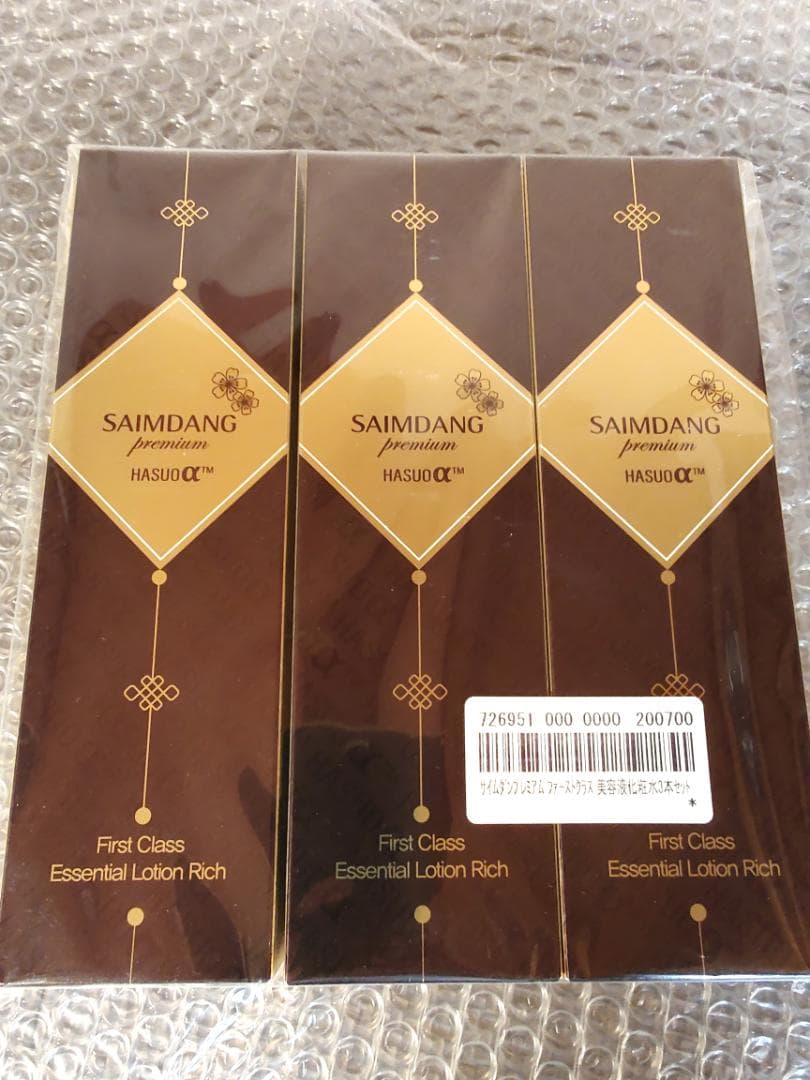 SAIMDANG
premium
HASUOα™
First Class
Essential Lotion Rich
SAIMDANG
premium
HASUOα™
First Class
Essential Lotion Rich
SAIMDANG
premium
HASUOα™
726951 000 0000 200700
サイムダンプレミアム ファーストクラス 美容液化粧水3本セット
*
First Class
Essential Lotion Rich